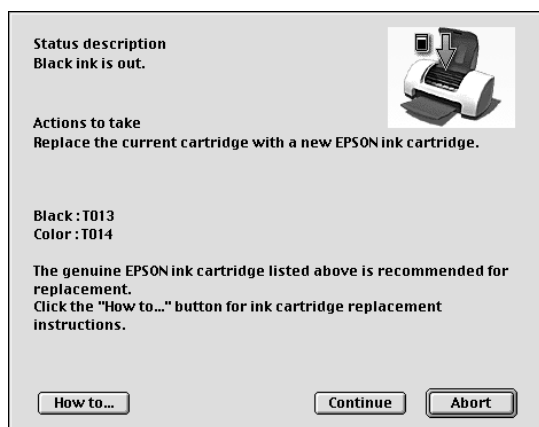 Status description
Black ink is out.
Actions to take
Replace the current cartridge with a new EPSON ink cartridge.
Black : T013
Color : T014
The genuine EPSON ink cartridge listed above is recommended for
replacement.
Click the "How to..." button for ink cartridge replacement
instructions.
How to...
Continue
Abort